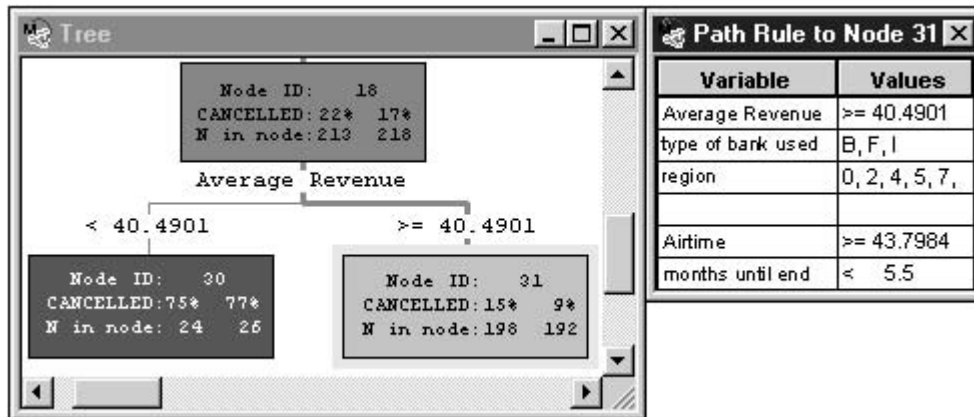 Tree
Node ID: 18
CANCELLED: 22% 17%
N in node: 213 218
Average Revenue
< 40.4901 >= 40.4901
Node ID: 30
CANCELLED: 75% 77%
N in node: 24 26
Node ID: 31
CANCELLED: 15% 9%
N in node: 198 192
Path Rule to Node 31
Variable Values
Average Revenue >= 40.4901
type of bank used B, F, I
region 0, 2, 4, 5, 7,
Airtime >= 43.7984
months until end < 5.5